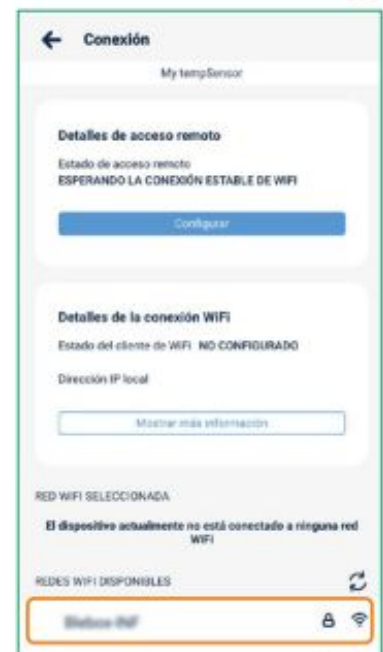 Conexión
My tempSensor
Detalles de acceso remoto
Estado de acceso remoto
ESPERANDO LA CONEXIÓN ESTABLE DE WIFI
Configurar
Detalles de la conexión WiFi
Estado del cliente de WiFi NO CONFIGURADO
Dirección IP local
Mostrar más información
RED WIFI SELECCIONADA
El dispositivo actualmente no está conectado a ninguna red
WiFi
REDES WIFI DISPONIBLES